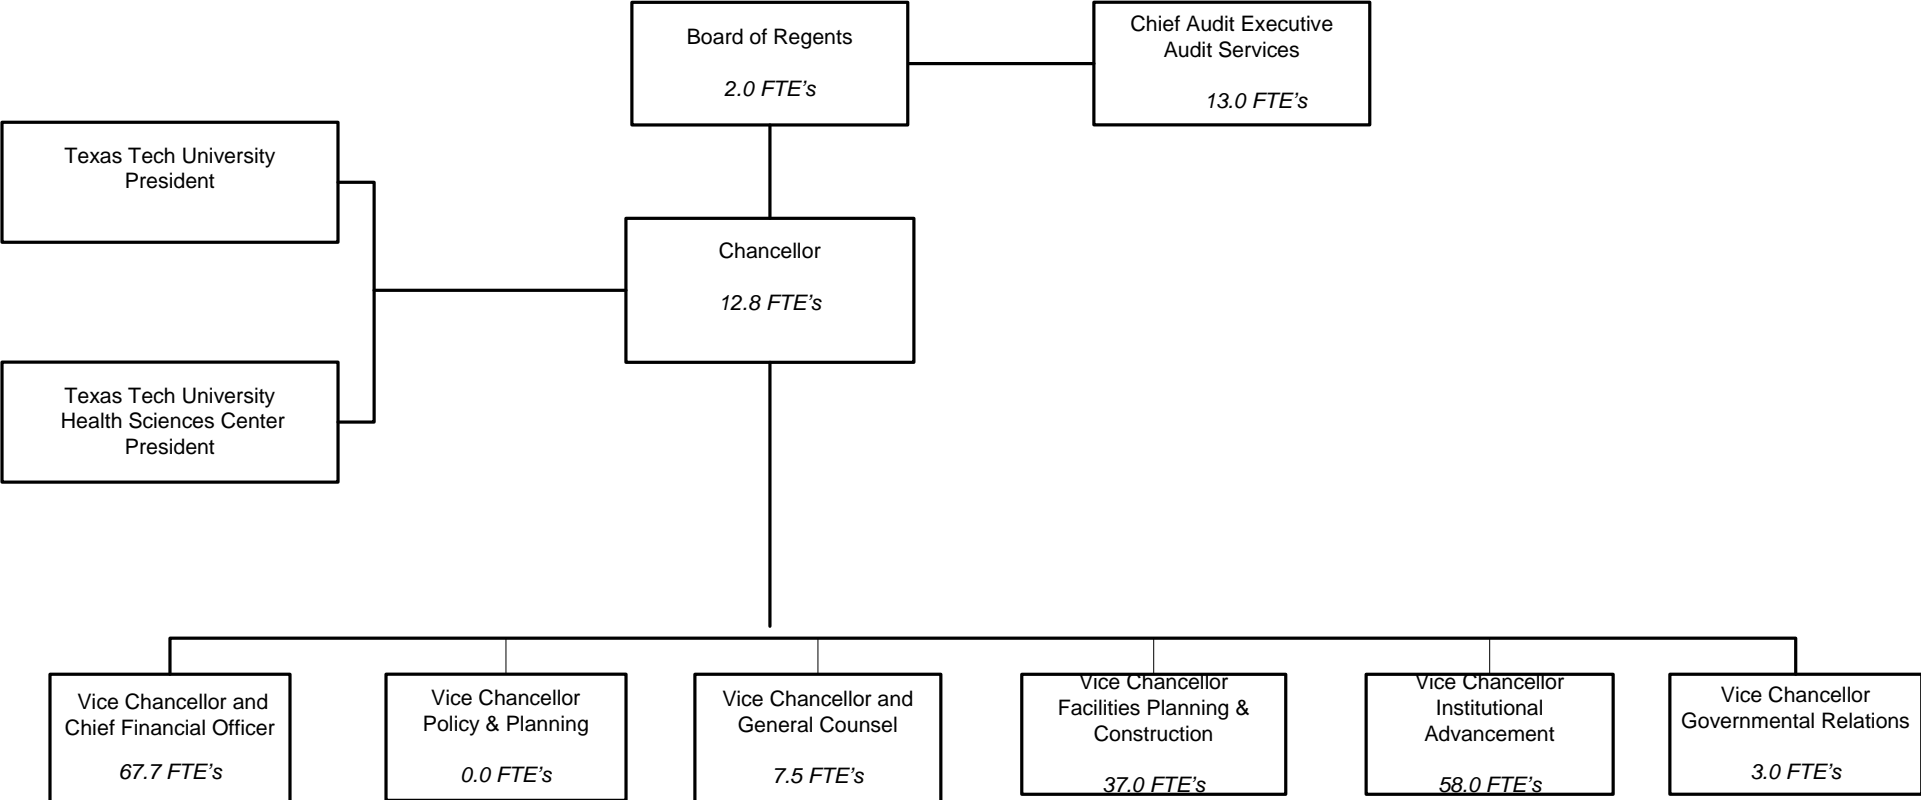 Board of Regents
2.0 FTE’s
Chief Audit Executive
Audit Services
13.0 FTE’s
Texas Tech University
President
Chancellor
12.8 FTE’s
Texas Tech University
Health Sciences Center
President
Vice Chancellor and
Chief Financial Officer
67.7 FTE’s
Vice Chancellor
Policy & Planning
0.0 FTE’s
Vice Chancellor and
General Counsel
7.5 FTE’s
Vice Chancellor
Facilities Planning &
Construction
37.0 FTE’s
Vice Chancellor
Institutional
Advancement
58.0 FTE’s
Vice Chancellor
Governmental Relations
3.0 FTE’s